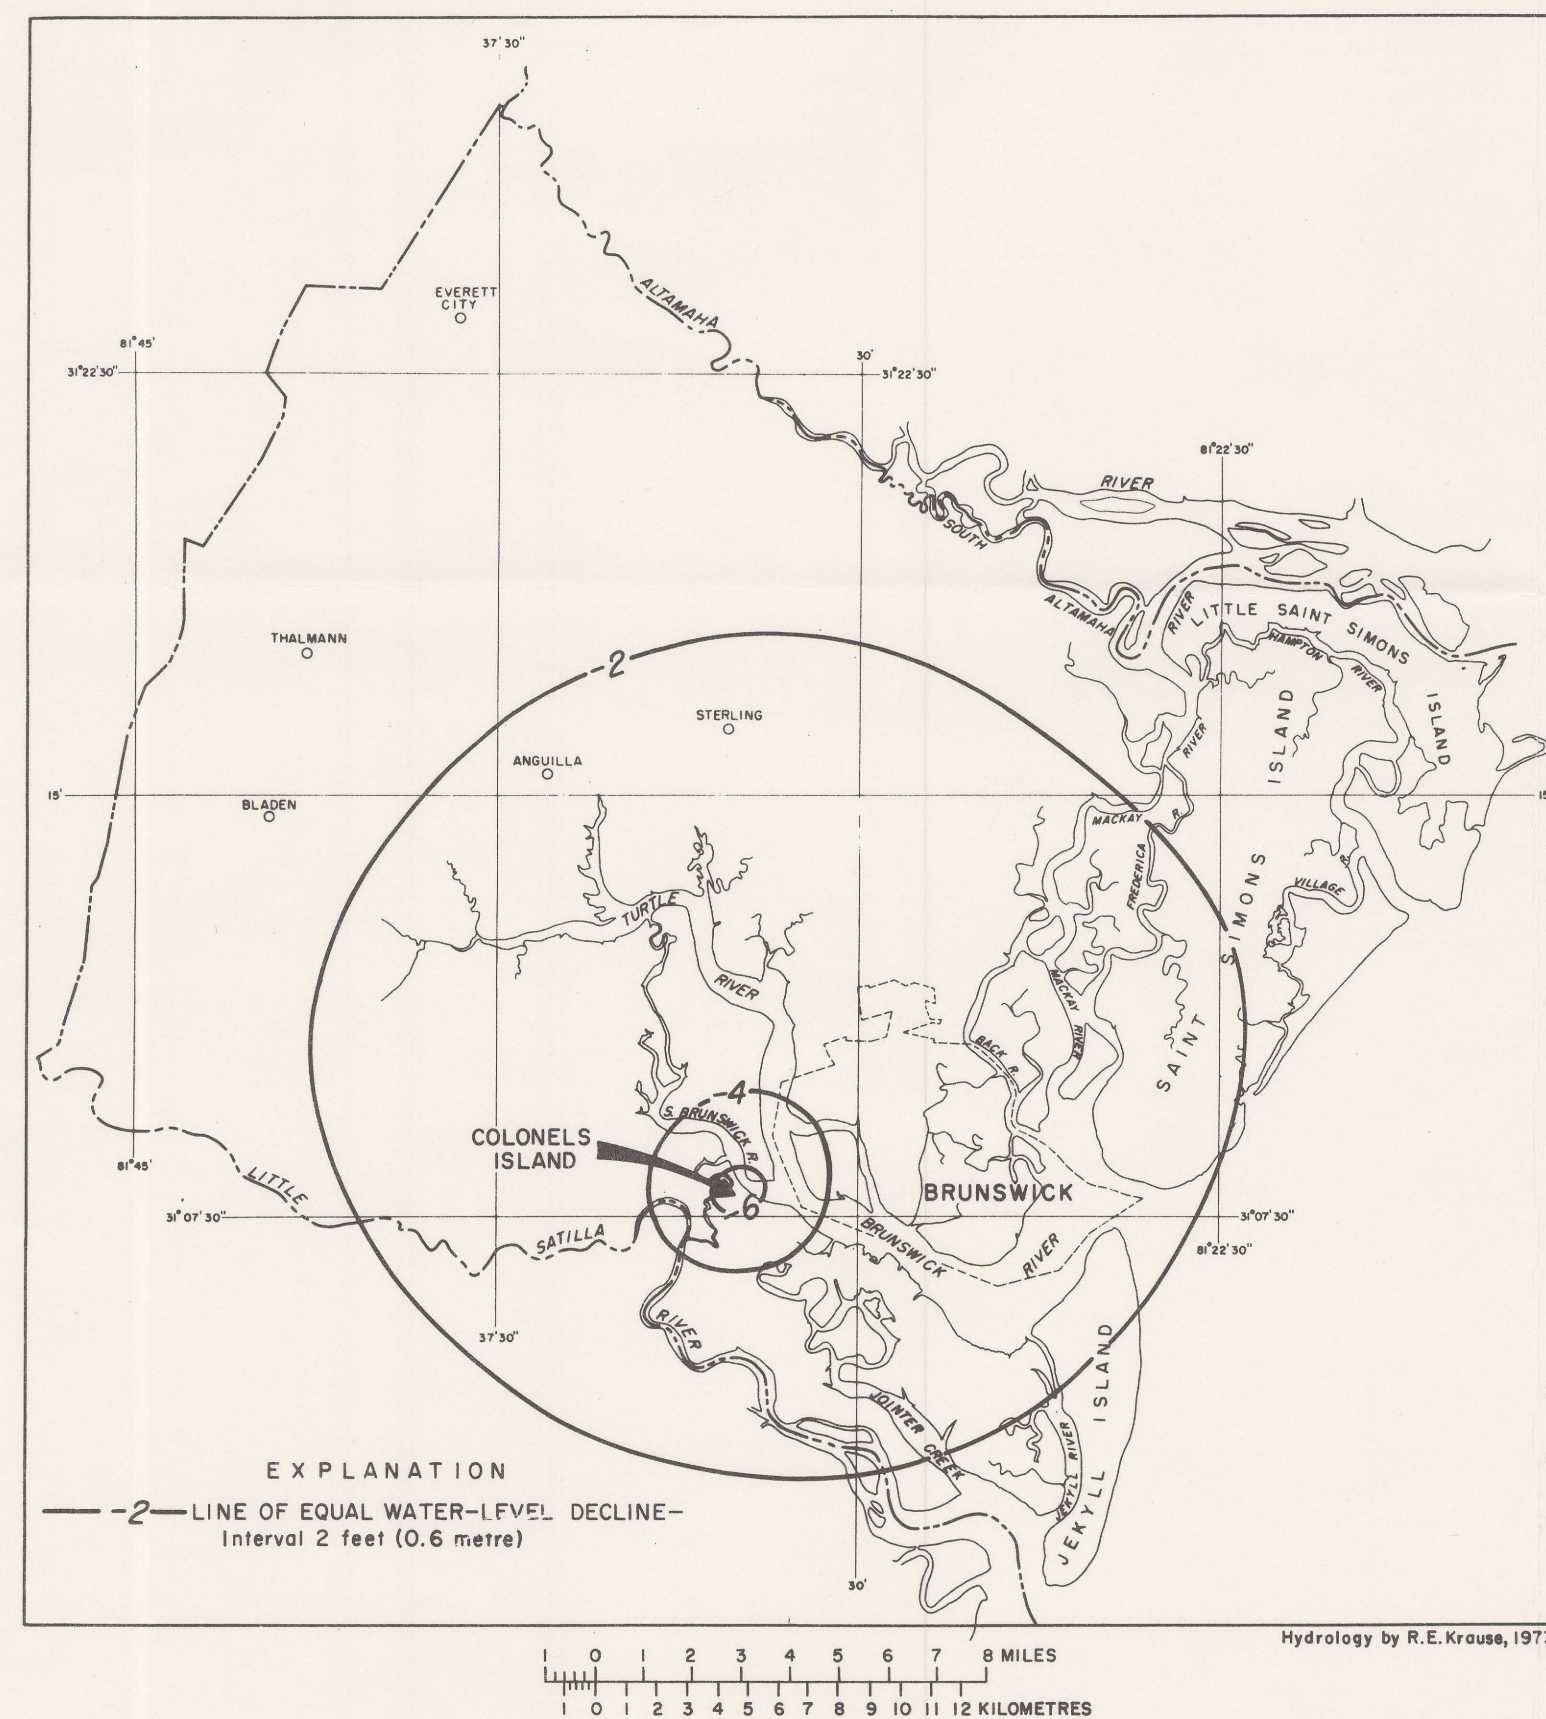 37'30"
EVERETT
CITY
ALTAMAHA
81°45'
30'
31°22'30"
31°22'30"
81°22'30"
RIVER
SOUTH
ALTAMAHA
RIVER
LITTLE SAINT SIMONS
ISLAND
HAMPTON
RIVER
THALMANN
-2
STERLING
ISLAND
RIVER
ANGUILLA
15'
BLADEN
MACKAY
R.
FREDERICA
VILLAGE
R.
TURTLE
RIVER
SIMONS
SAINT
MACKAY
RIVER
BACK R.
-4
S. BRUNSWICK R.
COLONELS
ISLAND
81°45'
LITTLE
BRUNSWICK
-6
31°07'30"
31°07'30"
SATILLA
BRUNSWICK
RIVER
81°22'30"
RIVER
37'30"
JEKYLL ISLAND
JOINTER CREEK
JEKYLL RIVER
EXPLANATION
-2 LINE OF EQUAL WATER-LEVEL DECLINE-
Interval 2 feet (0.6 metre)
30'
Hydrology by R.E. Krause,
1 0 1 2 3 4 5 6 7 8 MILES
1 0 1 2 3 4 5 6 7 8 9 10 11 12 KILOMETRES